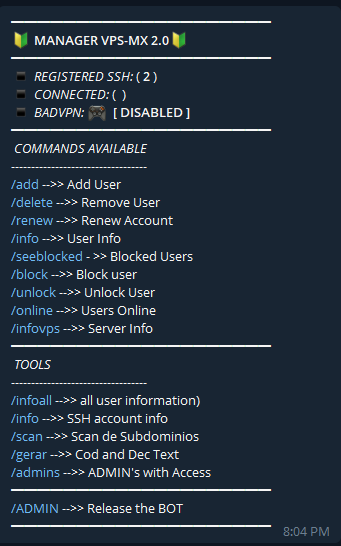 🔰 MANAGER VPS-MX 2.0🔰
▪️ REGISTERED SSH: ( 2 )
▪️ CONNECTED: (  )
▪️ BADVPN: 🎮 [ DISABLED ]
COMMANDS AVAILABLE
----------------------------------
/add -->> Add User
/delete -->> Remove User
/renew -->> Renew Account
/info -->> User Info
/seeblocked - >> Blocked Users
/block -->> Block user
/unlock -->> Unlock User
/online -->> Users Online
/infovps -->> Server Info
TOOLS
----------------------------------
/infoall -->> all user information)
/info -->> SSH account info
/scan -->> Scan de Subdominios
/gerar -->> Cod and Dec Text
/admins -->> ADMIN's with Access
/ADMIN -->> Release the BOT
8:04 PM